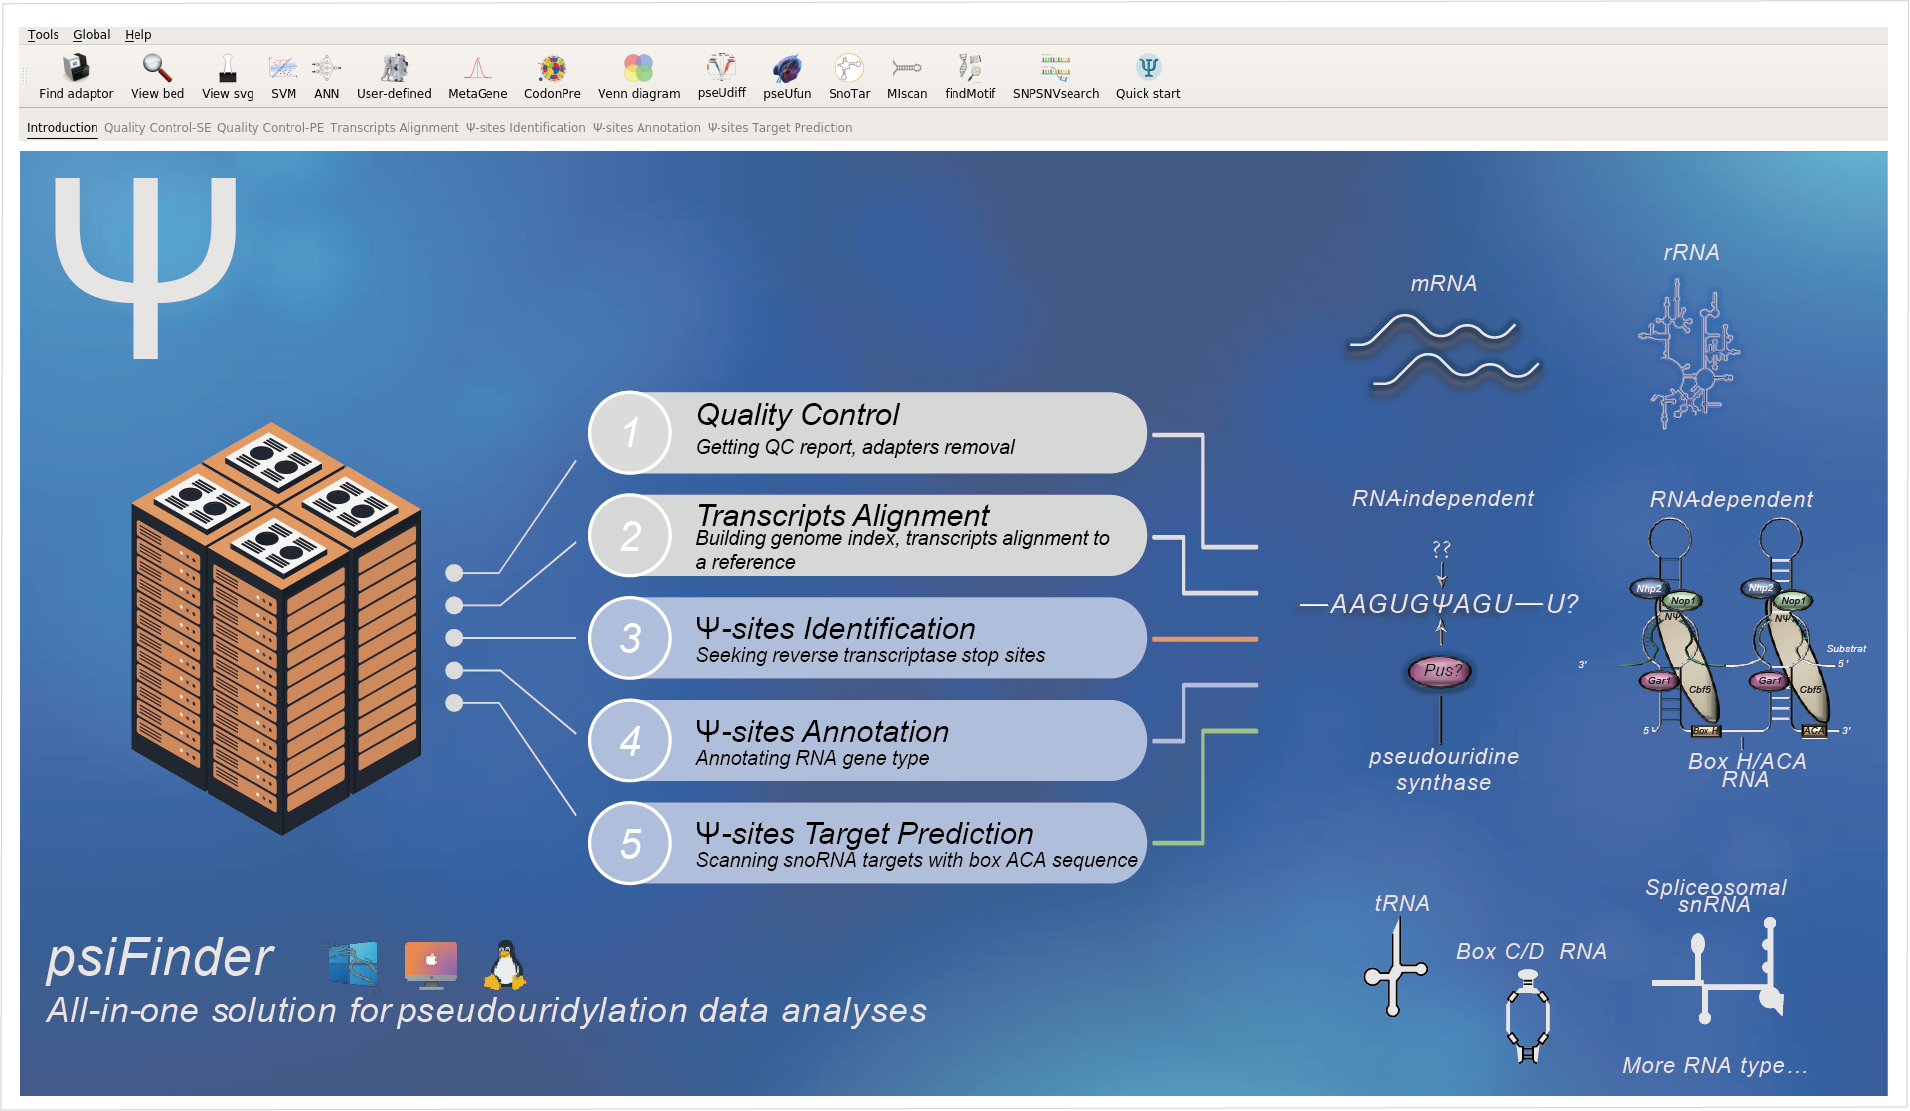 Tools Global Help
Find adaptor View bed View svg SVM ANN User-defined MetaGene CodonPre Venn diagram pseUdiff pseUfun SnoTar MIscan findMotif SNPSNVsearch Quick start
Introduction Quality Control-SE Quality Control-PE Transcripts Alignment Ψ-sites Identification Ψ-sites Annotation Ψ-sites Target Prediction
Ψ
1
Quality Control
Getting QC report, adapters removal
2
Transcripts Alignment
Building genome index, transcripts alignment to
a reference
3
Ψ-sites Identification
Seeking reverse transcriptase stop sites
4
Ψ-sites Annotation
Annotating RNA gene type
5
Ψ-sites Target Prediction
Scanning snoRNA targets with box ACA sequence
psiFinder
All-in-one solution for pseudouridylation data analyses
mRNA
rRNA
RNAindependent
??
—AAGUGΨAGU—U?
Pus?
pseudouridine
synthase
RNAdependent
Nhp2 Nhp2
Nop1 Nop1
NΨ NΨ
Substrat
3' 5'
Gar1 Gar1
Cbf5 Cbf5
5' Box H ACA 3'
Box H/ACA
RNA
tRNA
Box C/D RNA
Spliceosomal
snRNA
More RNA type...